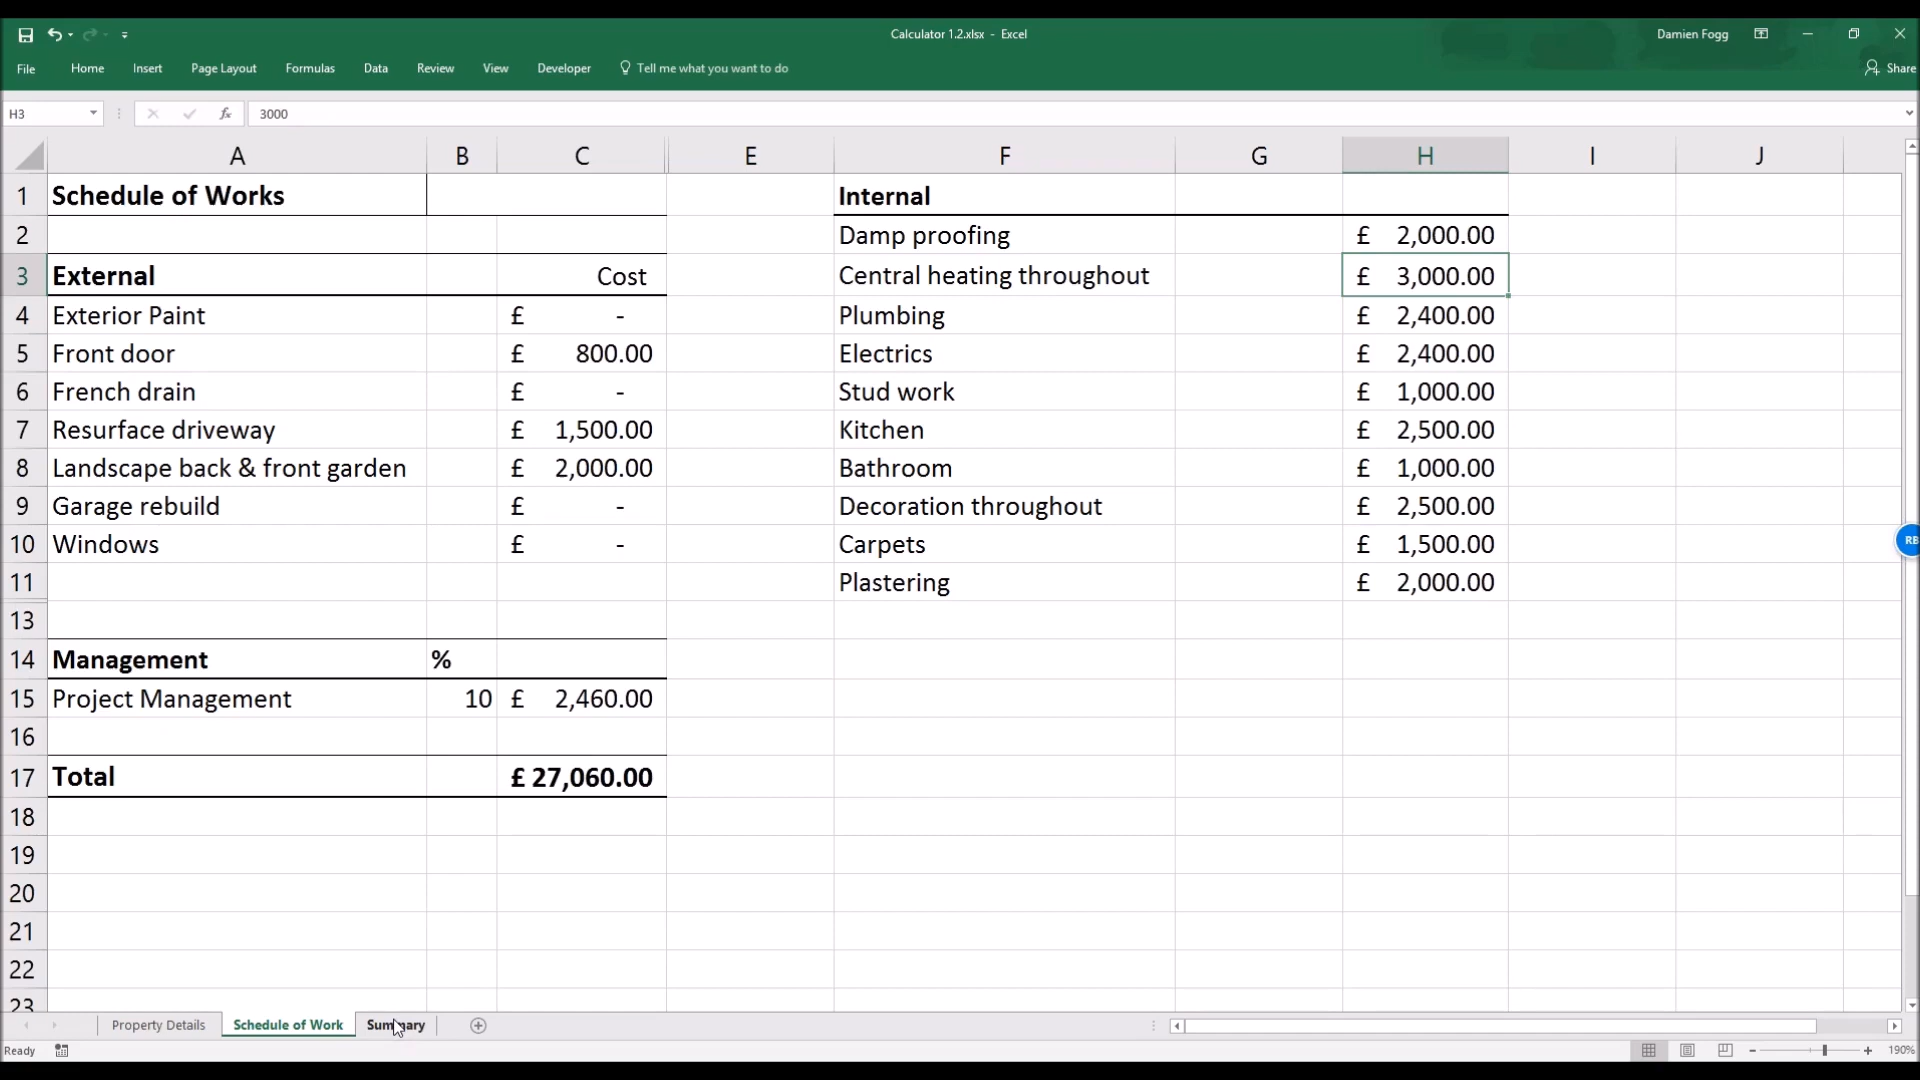 Calculator 1.2.xlsx - Excel
Damien Fogg
File Home Insert Page Layout Formulas Data Review View Developer Tell me what you want to do Share
H3 fx 3000
A B C E F G H I J
1 Schedule of Works Internal
2 Damp proofing £ 2,000.00
3 External Cost Central heating throughout £ 3,000.00
4 Exterior Paint £ - Plumbing £ 2,400.00
5 Front door £ 800.00 Electrics £ 2,400.00
6 French drain £ - Stud work £ 1,000.00
7 Resurface driveway £ 1,500.00 Kitchen £ 2,500.00
8 Landscape back & front garden £ 2,000.00 Bathroom £ 1,000.00
9 Garage rebuild £ - Decoration throughout £ 2,500.00
10 Windows £ - Carpets £ 1,500.00
11 Plastering £ 2,000.00
13
14 Management %
15 Project Management 10 £ 2,460.00
16
17 Total £ 27,060.00
18
19
20
21
22
23
Property Details Schedule of Work Summary
Ready 190%
RB